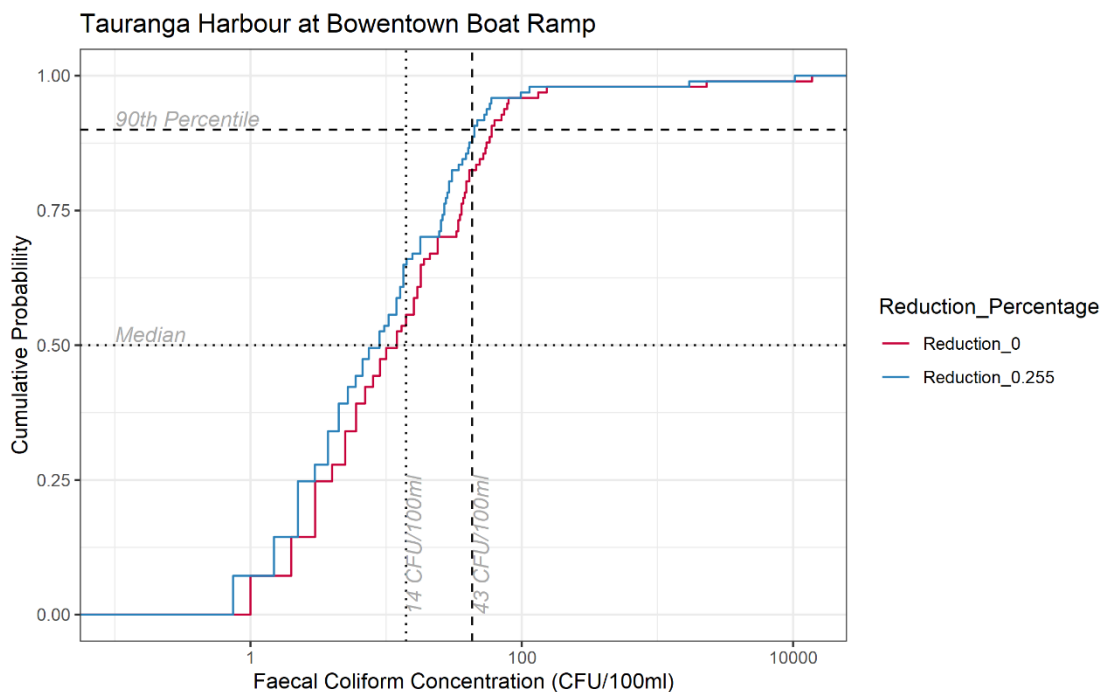 Tauranga Harbour at Bowentown Boat Ramp
1.00
90th Percentile
0.75
Cumulative Probablility
0.50
Median
0.25
14 CFU/100ml
43 CFU/100ml
0.00
1
100
10000
Faecal Coliform Concentration (CFU/100ml)
Reduction_Percentage
Reduction_0
Reduction_0.255